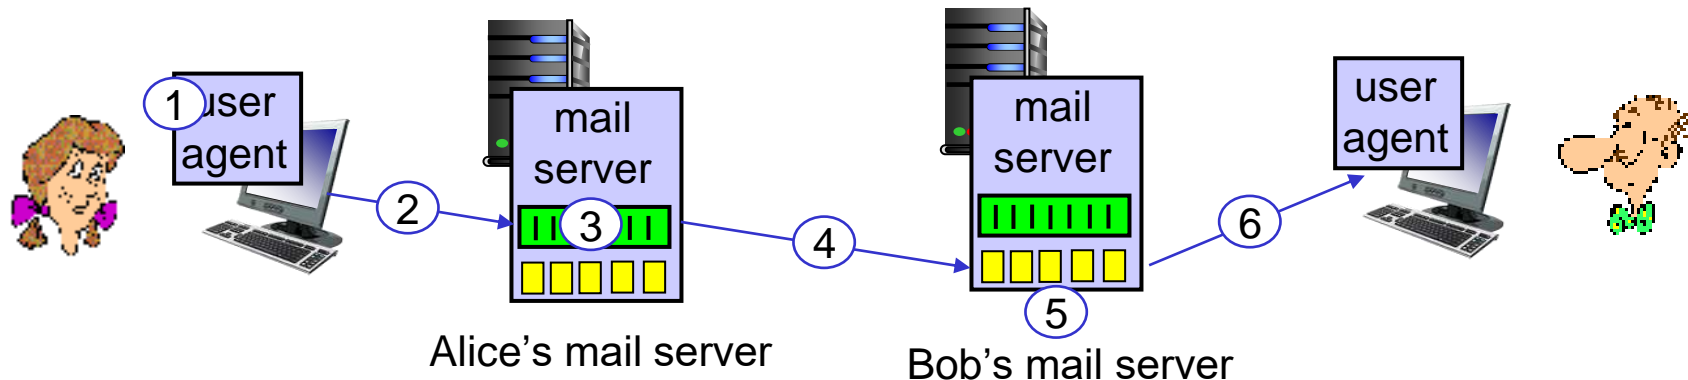 1
user
agent
2
mail
server
3
4
mail
server
5
6
user
agent
Alice’s mail server
Bob’s mail server